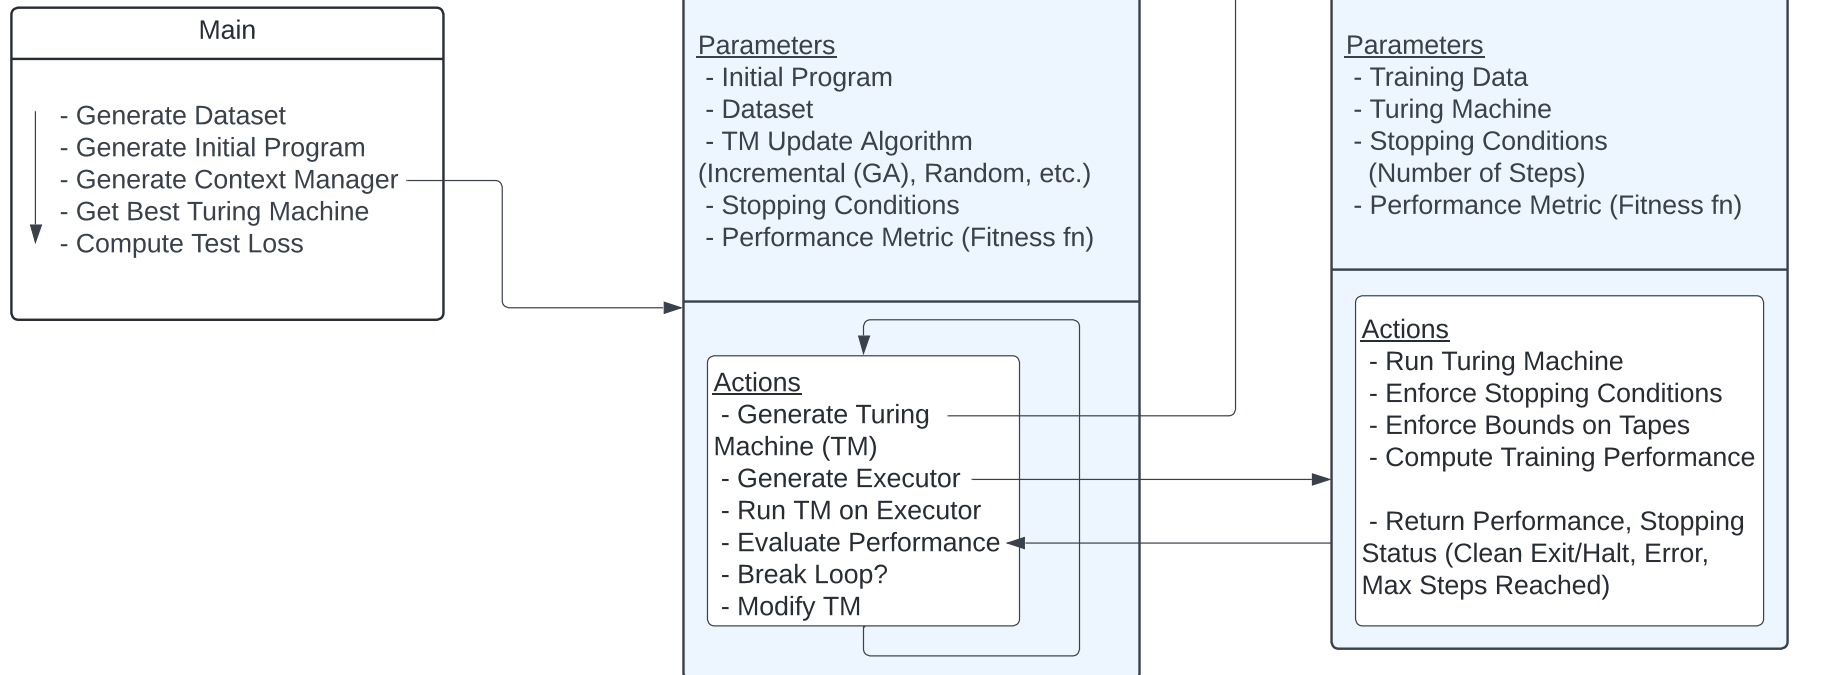 Main
- Generate Dataset
- Generate Initial Program
- Generate Context Manager
- Get Best Turing Machine
- Compute Test Loss
Parameters
- Initial Program
- Dataset
- TM Update Algorithm
(Incremental (GA), Random, etc.)
- Stopping Conditions
- Performance Metric (Fitness fn)
Actions
- Generate Turing
Machine (TM)
- Generate Executor
- Run TM on Executor
- Evaluate Performance
- Break Loop?
- Modify TM
Parameters
- Training Data
- Turing Machine
- Stopping Conditions
(Number of Steps)
- Performance Metric (Fitness fn)
Actions
- Run Turing Machine
- Enforce Stopping Conditions
- Enforce Bounds on Tapes
- Compute Training Performance
- Return Performance, Stopping
Status (Clean Exit/Halt, Error,
Max Steps Reached)